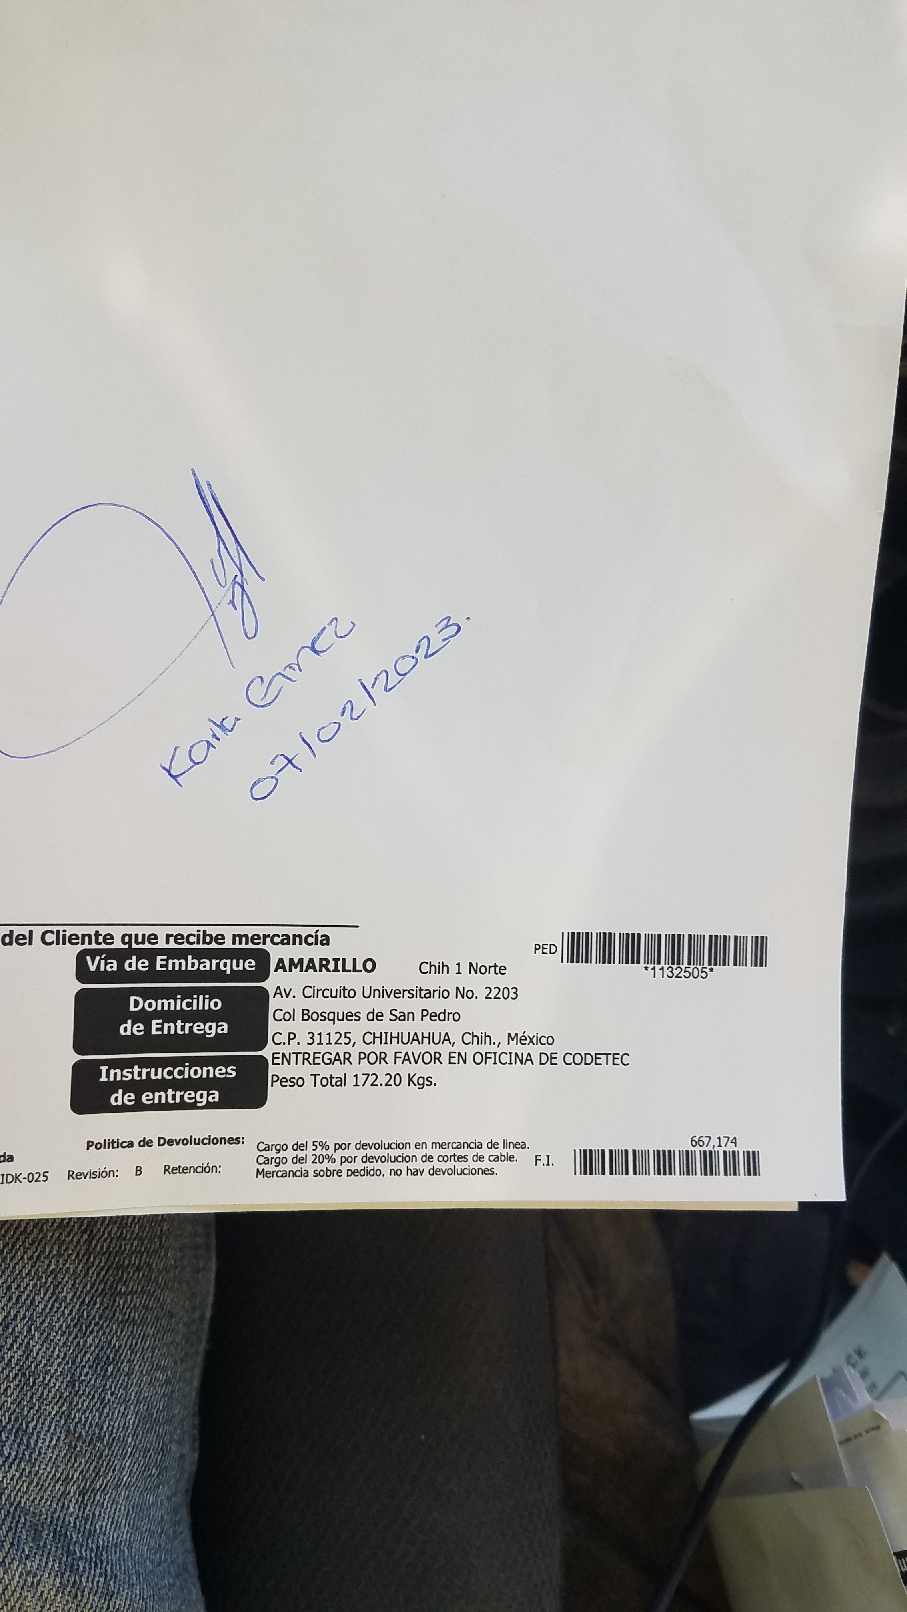 Karla Gmez
07/02/2023.
del Cliente que recibe mercancía
Vía de Embarque AMARILLO Chih 1 Norte
PED *1132505*
Domicilio de Entrega
Av. Circuito Universitario No. 2203
Col Bosques de San Pedro
C.P. 31125, CHIHUAHUA, Chih., México
Instrucciones de entrega
ENTREGAR POR FAVOR EN OFICINA DE CODETEC
Peso Total 172.20 Kgs.
Politica de Devoluciones: Cargo del 5% por devolucion en mercancia de linea.
Cargo del 20% por devolucion de cortes de cable.
Mercancia sobre pedido, no hay devoluciones.
da
IDK-025 Revisión: B Retención:
F.I. 667,174